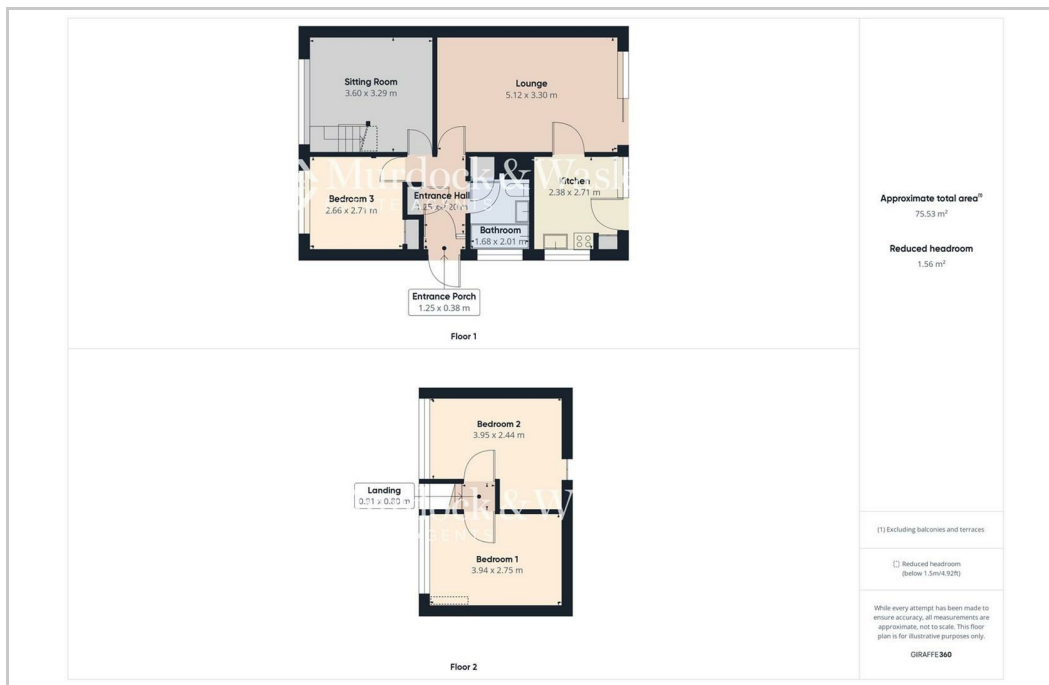 Sitting Room
3.60 x 3.29 m
Lounge
5.12 x 3.30 m
Murdock & Wasley
Bedroom 3
2.66 x 2.71 m
Entrance Hall
Kitchen
2.38 x 2.71 m
Bathroom
1.68 x 2.01 m
Entrance Porch
1.25 x 0.38 m
Floor 1
Approximate total area⁽¹⁾
75.53 m²
Reduced headroom
1.56 m²
Bedroom 2
3.95 x 2.44 m
Landing
& W
AGENTS
Bedroom 1
3.94 x 2.75 m
Floor 2
(1) Excluding balconies and terraces
Reduced headroom
(below 1.5m/4.92ft)
While every attempt has been made to
ensure accuracy, all measurements are
approximate, not to scale. This floor
plan is for illustrative purposes only.
GIRAFFE360